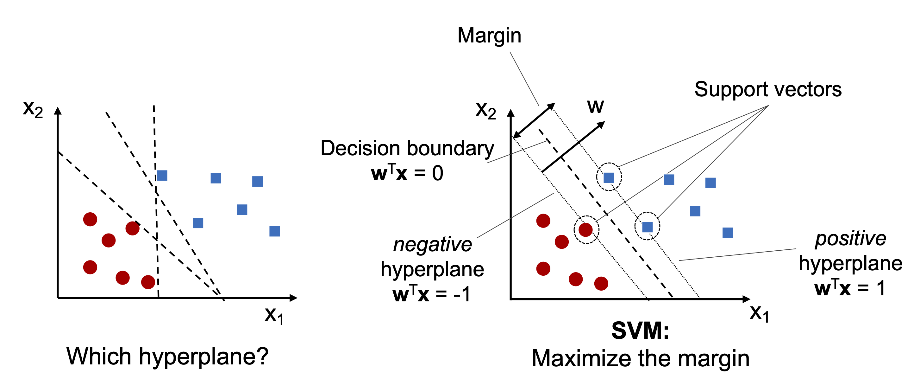 x2
x1
Which hyperplane?
Margin
Support vectors
x2
w
Decision boundary
wTx = 0
negative
hyperplane
wTx = -1
positive
hyperplane
wTx = 1
x1
SVM:
Maximize the margin